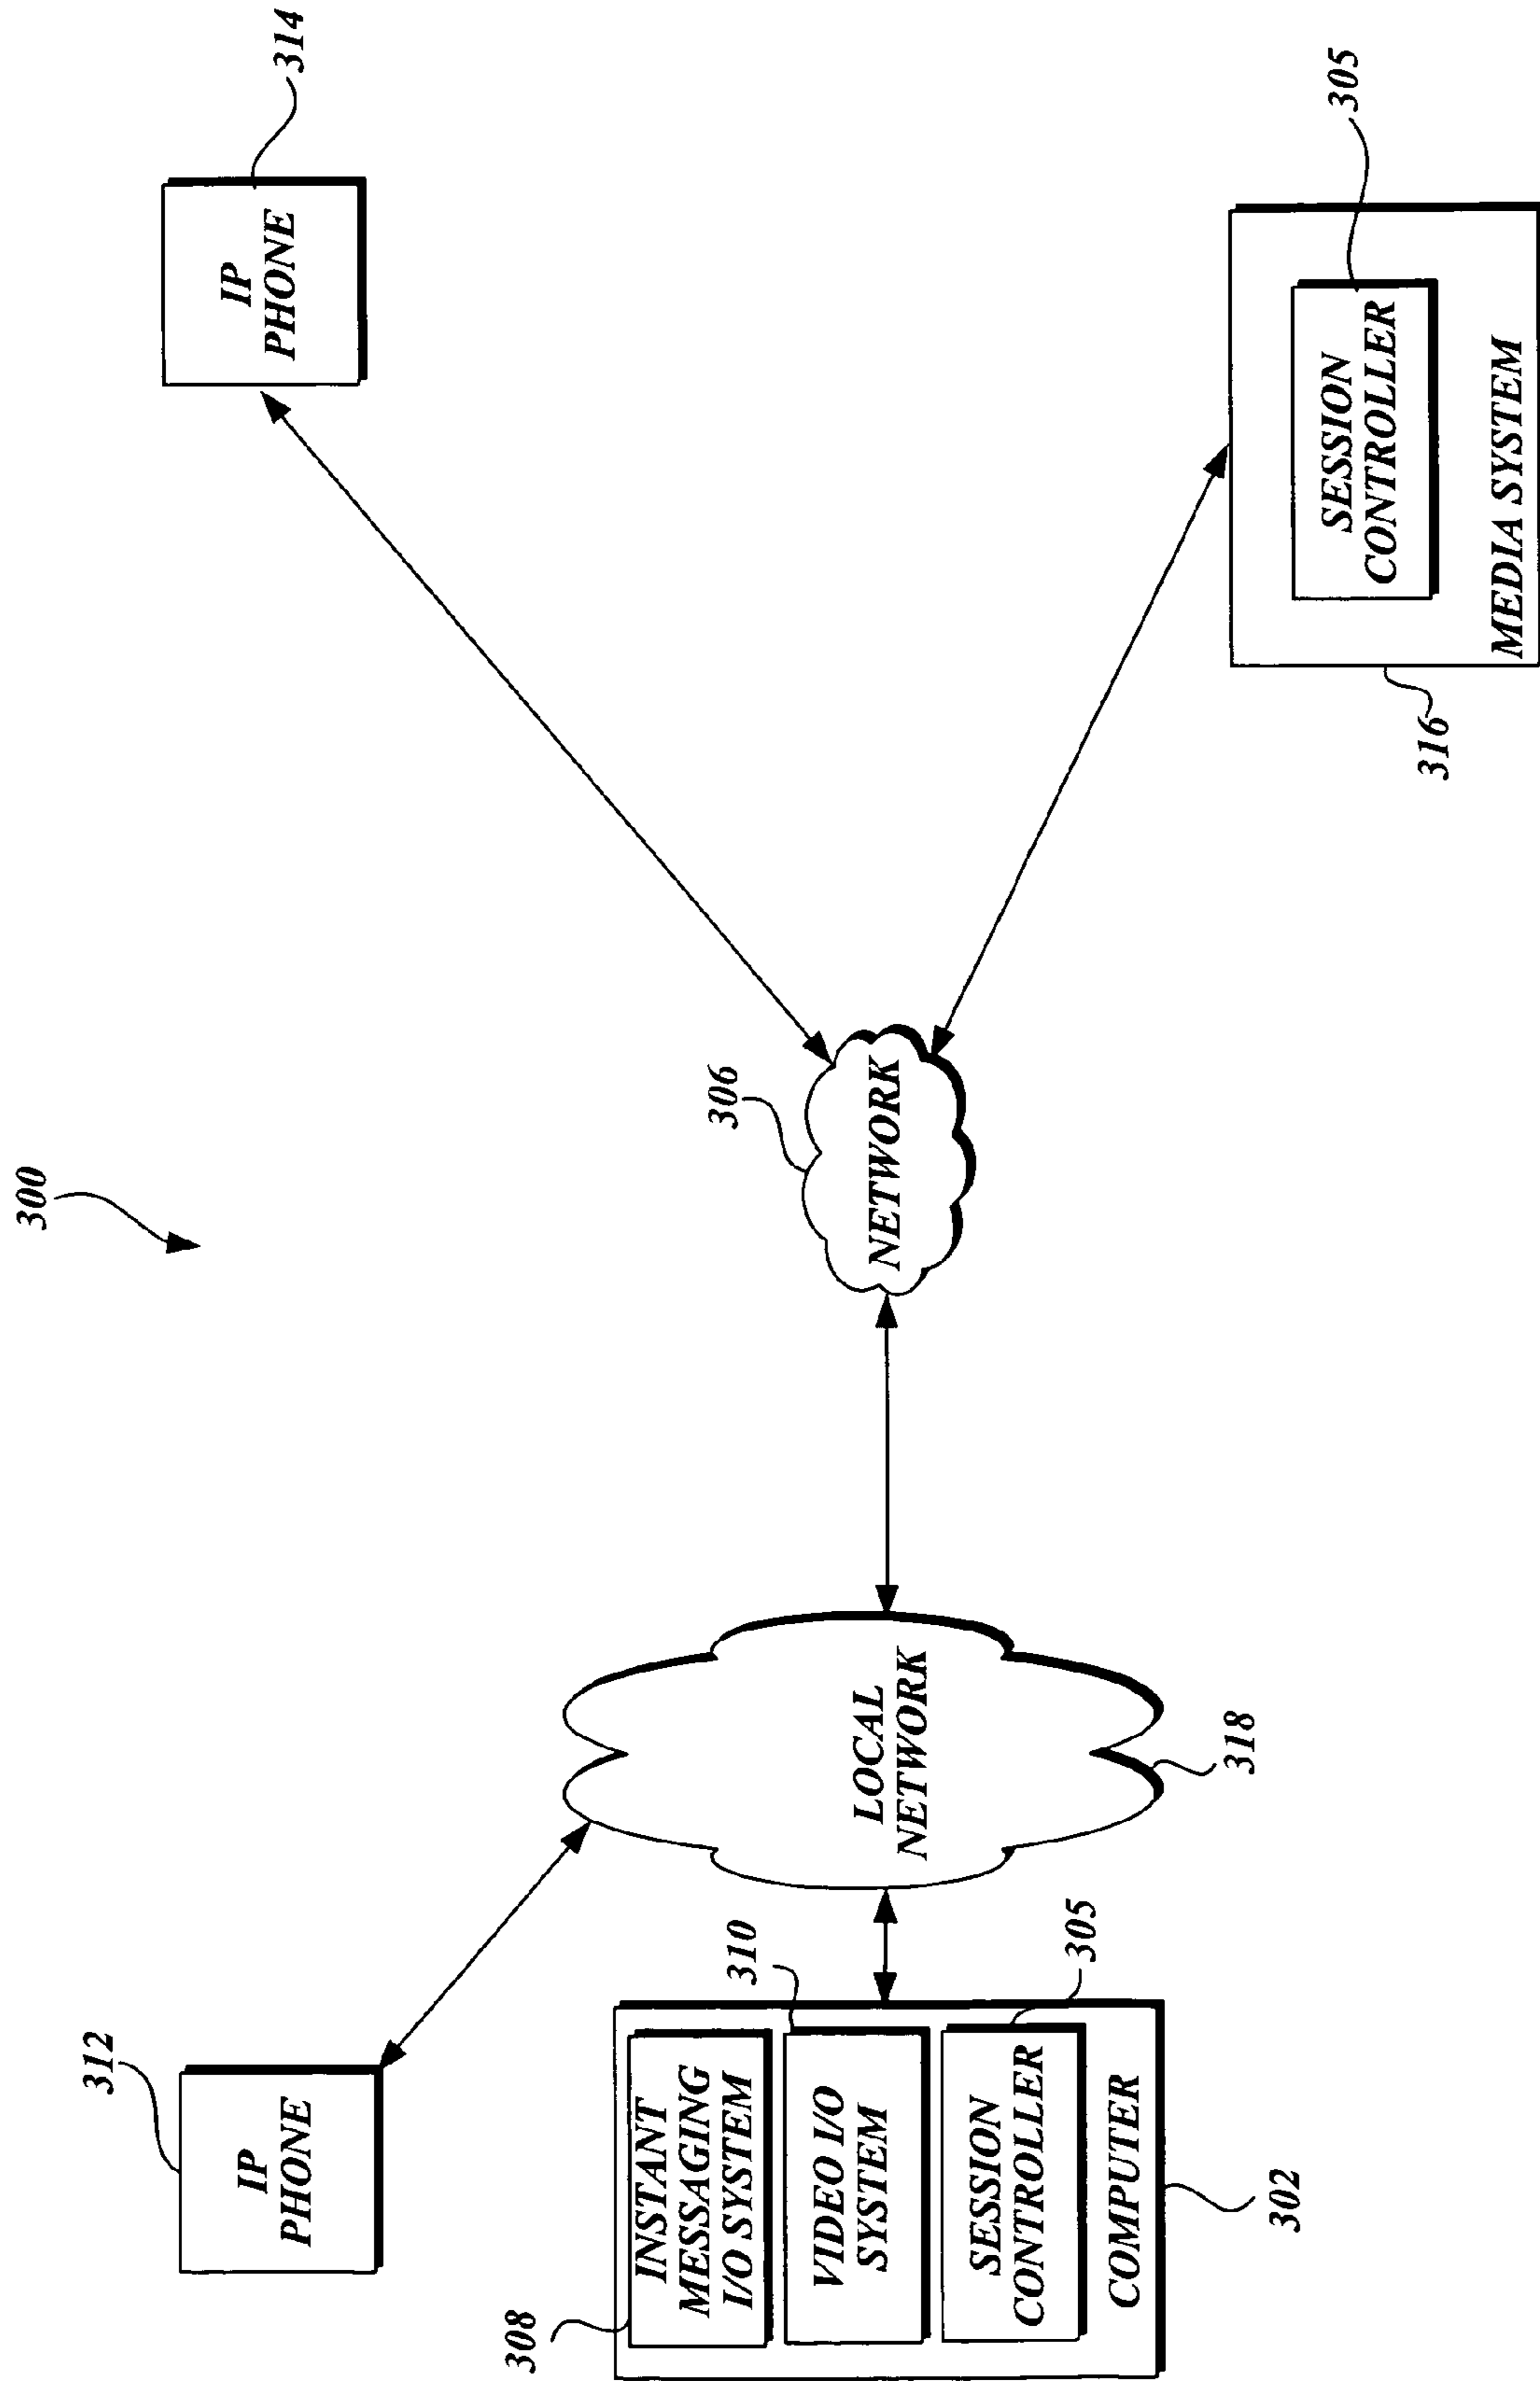 300
312
IP
PHONE
308
INSTANT
MESSAGING
I/O SYSTEM
310
VIDEO I/O
SYSTEM
305
SESSION
CONTROLLER
COMPUTER
302
LOCAL
NETWORK
318
306
NETWORK
314
IP
PHONE
305
SESSION
CONTROLLER
MEDIA SYSTEM
316